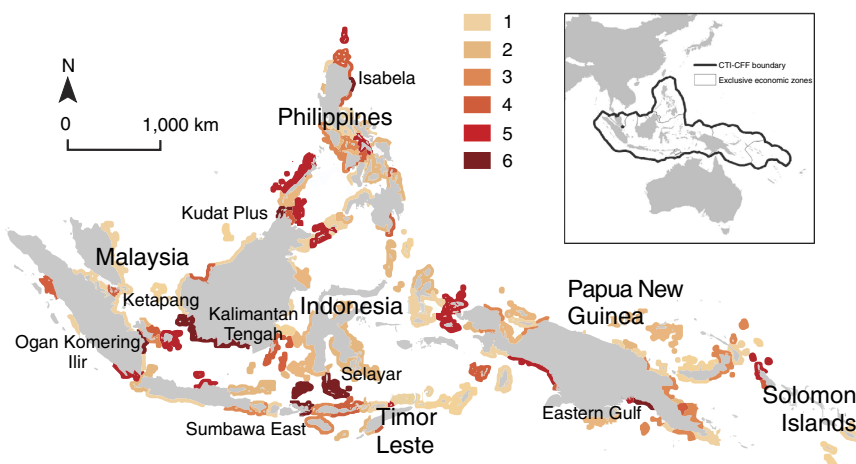 1
2
3
4
5
6
CTI-CFF boundary
Exclusive economic zones
N
0 1,000 km
Isabela
Philippines
Kudat Plus
Malaysia
Ketapang
Kalimantan
Tengah
Indonesia
Papua New
Guinea
Ogan Komering
Ilir
Selayar
Eastern Gulf
Solomon
Islands
Sumbawa East
Timor
Leste